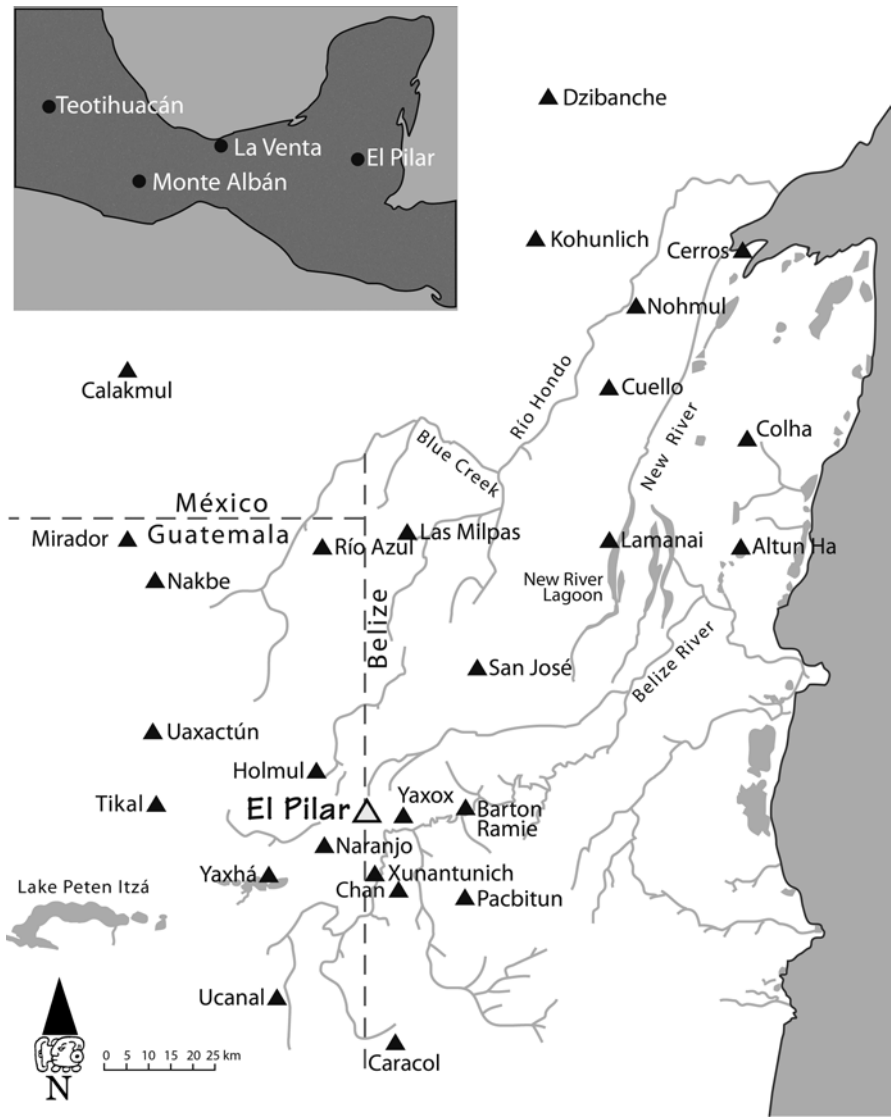 Teotihuacán
La Venta
El Pilar
Monte Albán
Dzibanche
Kohunlich
Cerros
Nohmul
Calakmul
Cuello
Río Hondo
New River
Colha
Blue Creek
México
Guatemala
Mirador
Río Azul
Las Milpas
Lamanai
Altun Ha
Nakbe
New River
Lagoon
Belize
San José
Belize River
Uaxactún
Holmul
Tikal
El Pilar
Yaxox
Barton
Ramie
Naranjo
Yaxhá
Xunantunich
Chan
Pacbitun
Lake Peten Itzá
Ucanal
Caracol
0 5 10 15 20 25 km
N